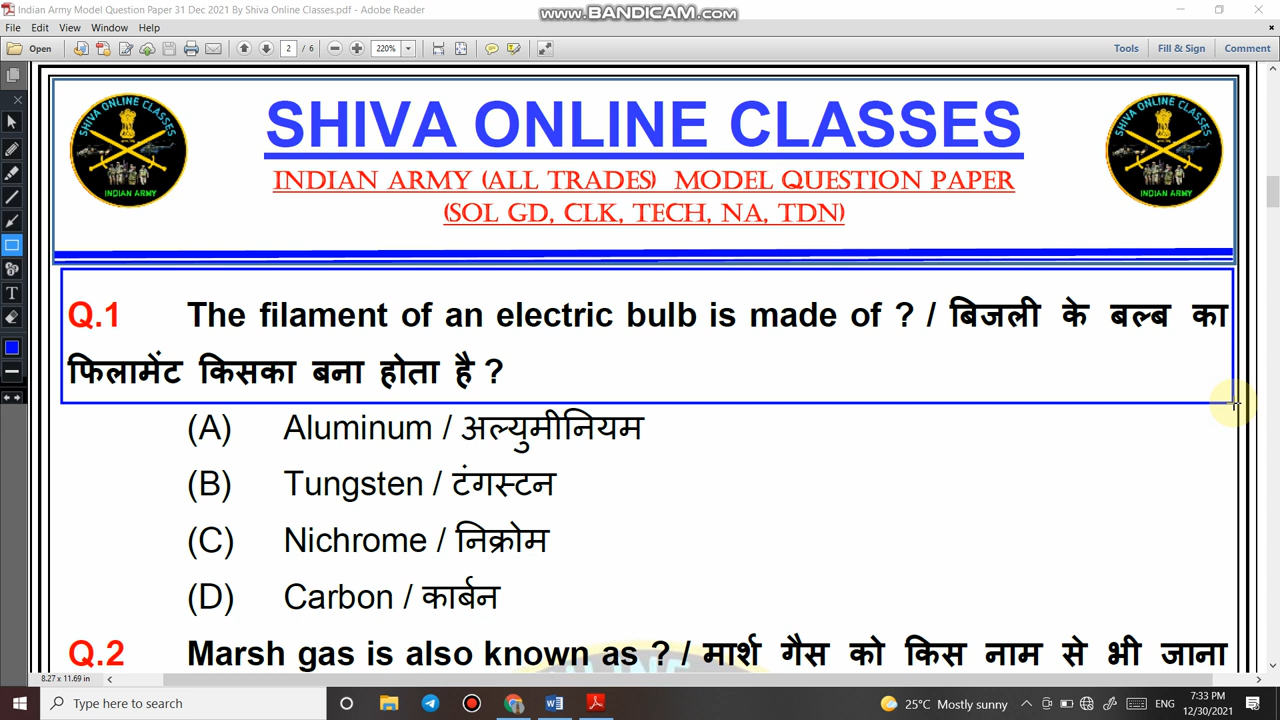 Indian Army Model Question Paper 31 Dec 2021 By Shiva Online Classes.pdf - Adobe Reader
www.BANDICAM.com
File Edit View Window Help
Open 2 / 6 220% Tools Fill & Sign Comment
SHIVA ONLINE CLASSES
INDIAN ARMY (ALL TRADES) MODEL QUESTION PAPER
(SOL GD, CLK, TECH, NA, TDN)
SHIVA ONLINE CLASSES
INDIAN ARMY
SHIVA ONLINE CLASSES
INDIAN ARMY
Q.1 The filament of an electric bulb is made of ? / बिजली के बल्ब का
फिलामेंट किसका बना होता है ?
(A) Aluminum / अल्युमीनियम
(B) Tungsten / टंगस्टन
(C) Nichrome / निक्रोम
(D) Carbon / कार्बन
Q.2 Marsh gas is also known as ? / मार्श गैस को किस नाम से भी जाना
8.27 x 11.69 in
Type here to search
25°C Mostly sunny
ENG
7:33 PM
12/30/2021